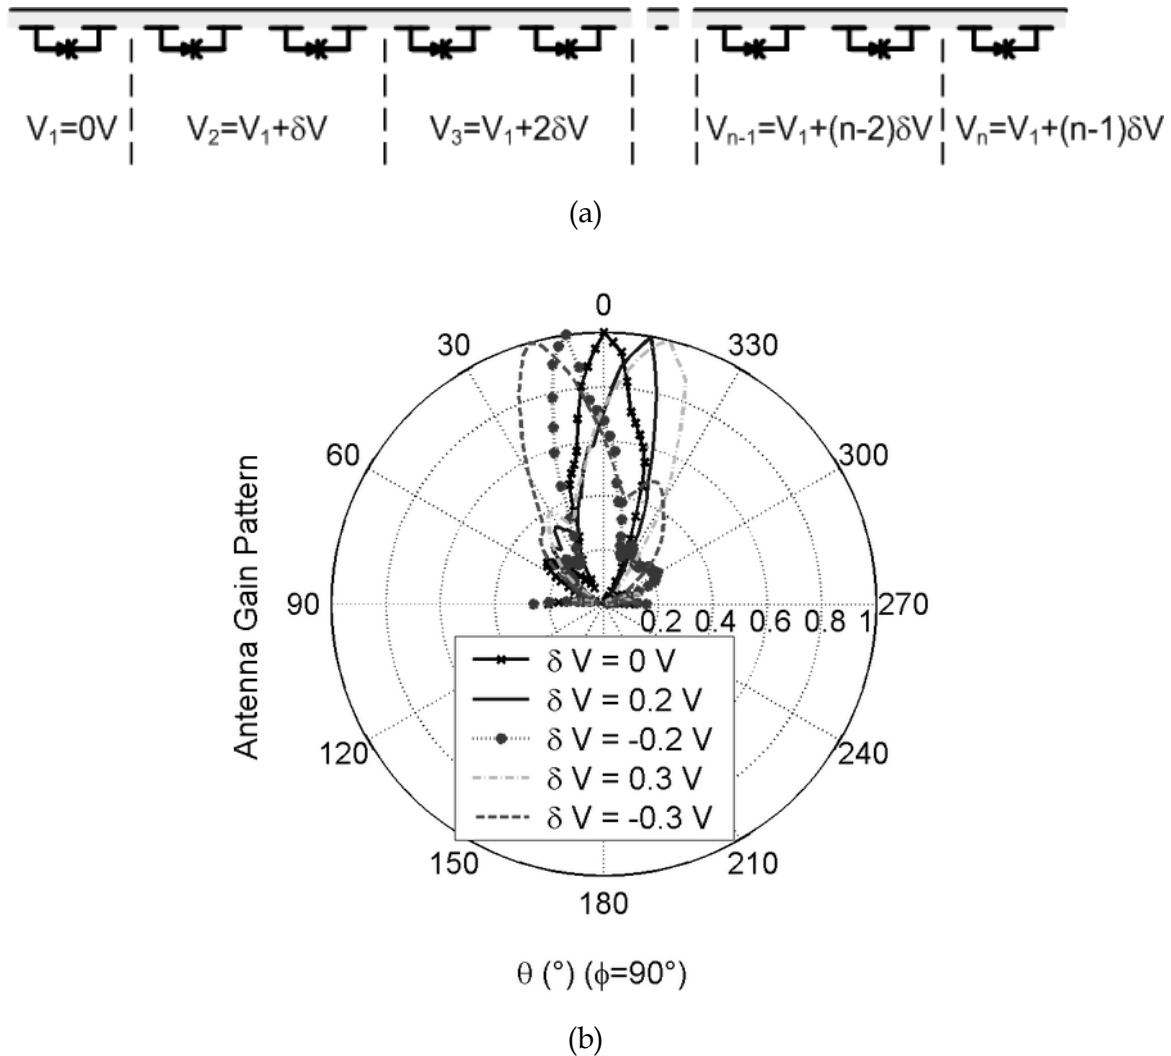 V₁=0V V₂=V₁+δV V₃=V₁+2δV Vₙ₋₁=V₁+(n-2)δV Vₙ=V₁+(n-1)δV
(a)
0
30 330
60 300
Antenna Gain Pattern
90 0.2 0.4 0.6 0.8 1 270
δ V = 0 V
δ V = 0.2 V
δ V = -0.2 V
δ V = 0.3 V
δ V = -0.3 V
120 240
150 210
180
θ (°) (ϕ=90°)
(b)